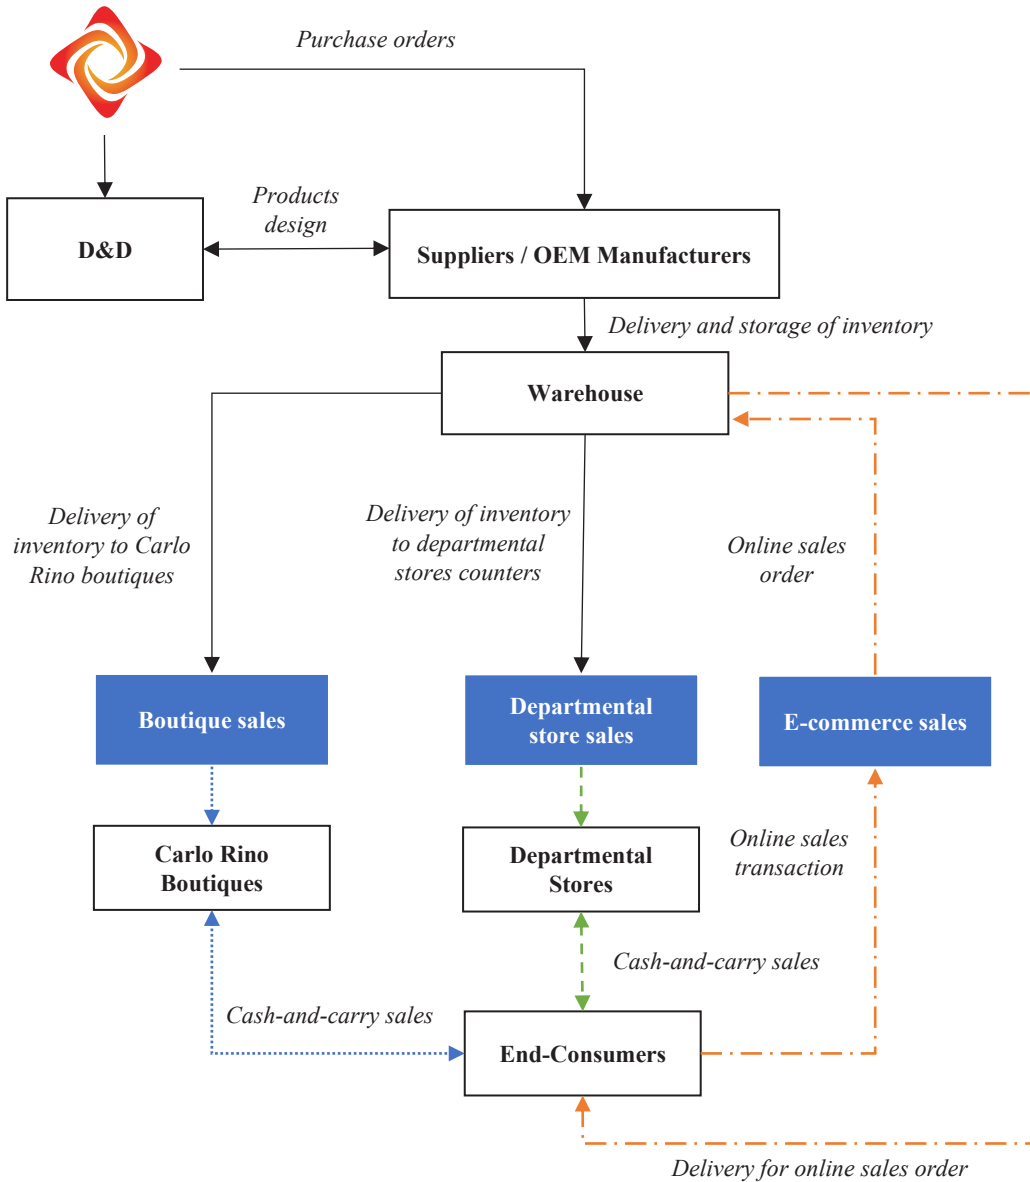 Purchase orders
Products
design
D&D
Suppliers / OEM Manufacturers
Delivery and storage of inventory
Warehouse
Delivery of
inventory to Carlo
Rino boutiques
Delivery of inventory
to departmental
stores counters
Online sales
order
Boutique sales
Departmental
store sales
E-commerce sales
Carlo Rino
Boutiques
Departmental
Stores
Online sales
transaction
Cash-and-carry sales
Cash-and-carry sales
End-Consumers
Delivery for online sales order